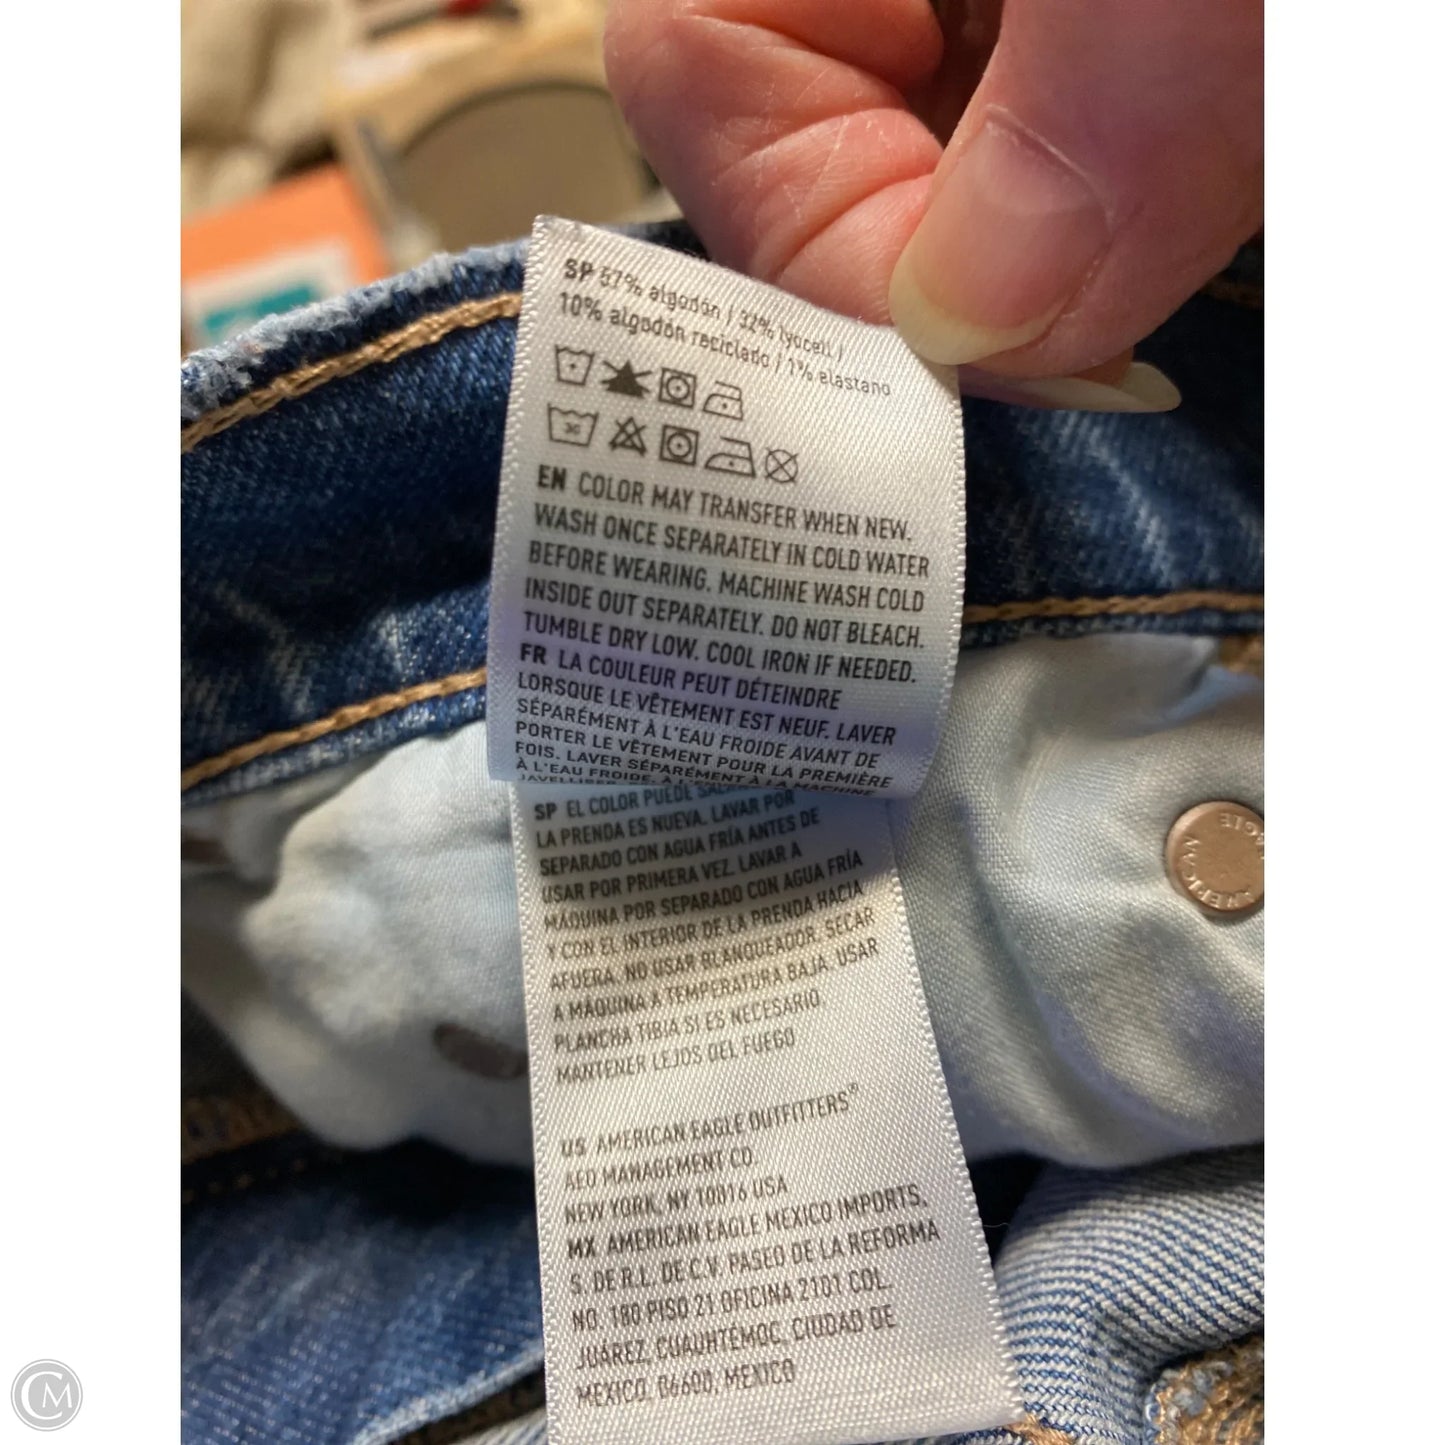 SP 57% algodón / 32% lyocell /
10% algodón reciclado / 1% elastano
30
EN COLOR MAY TRANSFER WHEN NEW.
WASH ONCE SEPARATELY IN COLD WATER
BEFORE WEARING. MACHINE WASH COLD
INSIDE OUT SEPARATELY. DO NOT BLEACH.
TUMBLE DRY LOW. COOL IRON IF NEEDED.
FR LA COULEUR PEUT DÉTEINDRE
LORSQUE LE VÊTEMENT EST NEUF. LAVER
SÉPARÉMENT À L'EAU FROIDE AVANT DE
PORTER LE VÊTEMENT POUR LA PREMIÈRE
FOIS. LAVER SÉPARÉMENT À LA MACHINE
À L'EAU FROIDE, À
SP EL COLOR PUEDE
LA PRENDA ES NUEVA. LAVAR POR
SEPARADO CON AGUA FRÍA ANTES DE
USAR POR PRIMERA VEZ. LAVAR A
MÁQUINA POR SEPARADO CON AGUA FRÍA
Y CON EL INTERIOR DE LA PRENDA HACIA
AFUERA. NO USAR BLANQUEADOR. SECAR
A MÁQUINA A TEMPERATURA BAJA. USAR
PLANCHA TIBIA SI ES NECESARIO
MANTENER LEJOS DEL FUEGO
US AMERICAN EAGLE OUTFITTERS®
AEO MANAGEMENT CO.
NEW YORK, NY 10016 USA
MX AMERICAN EAGLE MEXICO IMPORTS,
S. DE R.L. DE C.V. PASEO DE LA REFORMA
NO. 180 PISO 21 OFICINA 2101 COL.
JUÁREZ, CUAUHTEMOC, CIUDAD DE
MEXICO, 06600, MEXICO
AMERICAN EAGLE
CM